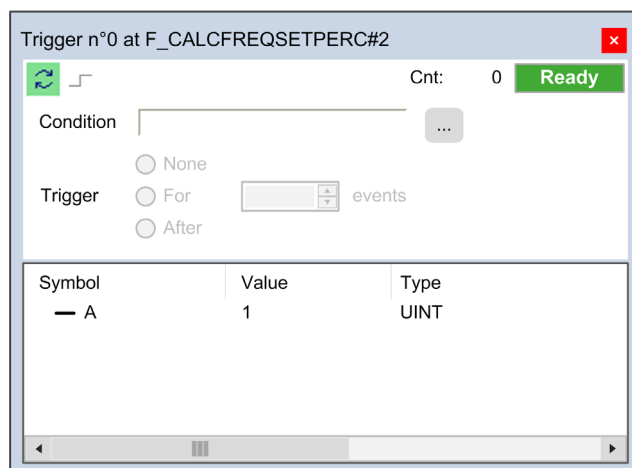 Trigger n°0 at F_CALCFREQSETPERC#2
Cnt: 0 Ready
Condition ...
None
Trigger For events
After
Symbol Value Type
A 1 UINT